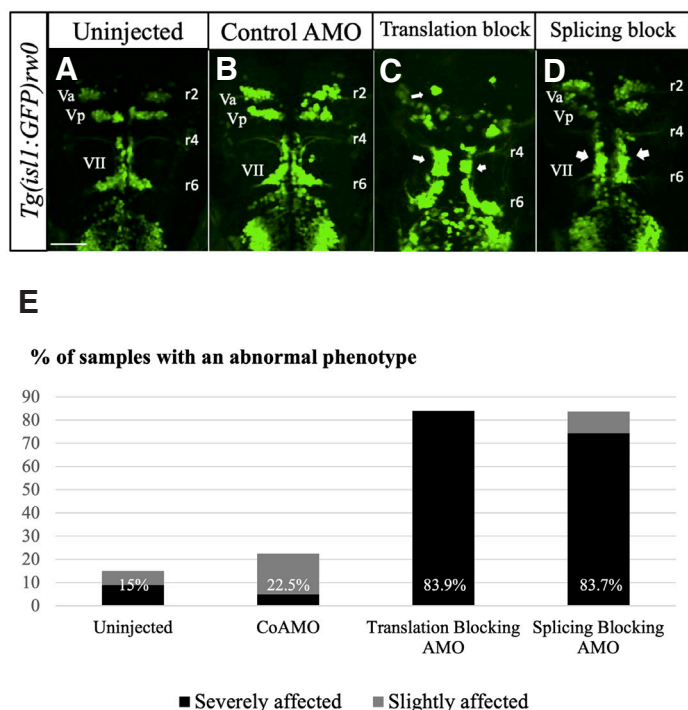 Tg(isl1:GFP)rw0
Uninjected
Control AMO
Translation block
Splicing block
A
Va
Vp
VII
r2
r4
r6
B
Va
Vp
VII
r2
r4
r6
C
r2
r4
r6
D
Va
Vp
VII
r2
r4
r6
E
% of samples with an abnormal phenotype
90
80
70
60
50
40
30
20
10
0
15%
22.5%
83.9%
83.7%
Uninjected
CoAMO
Translation Blocking
AMO
Splicing Blocking
AMO
Severely affected
Slightly affected